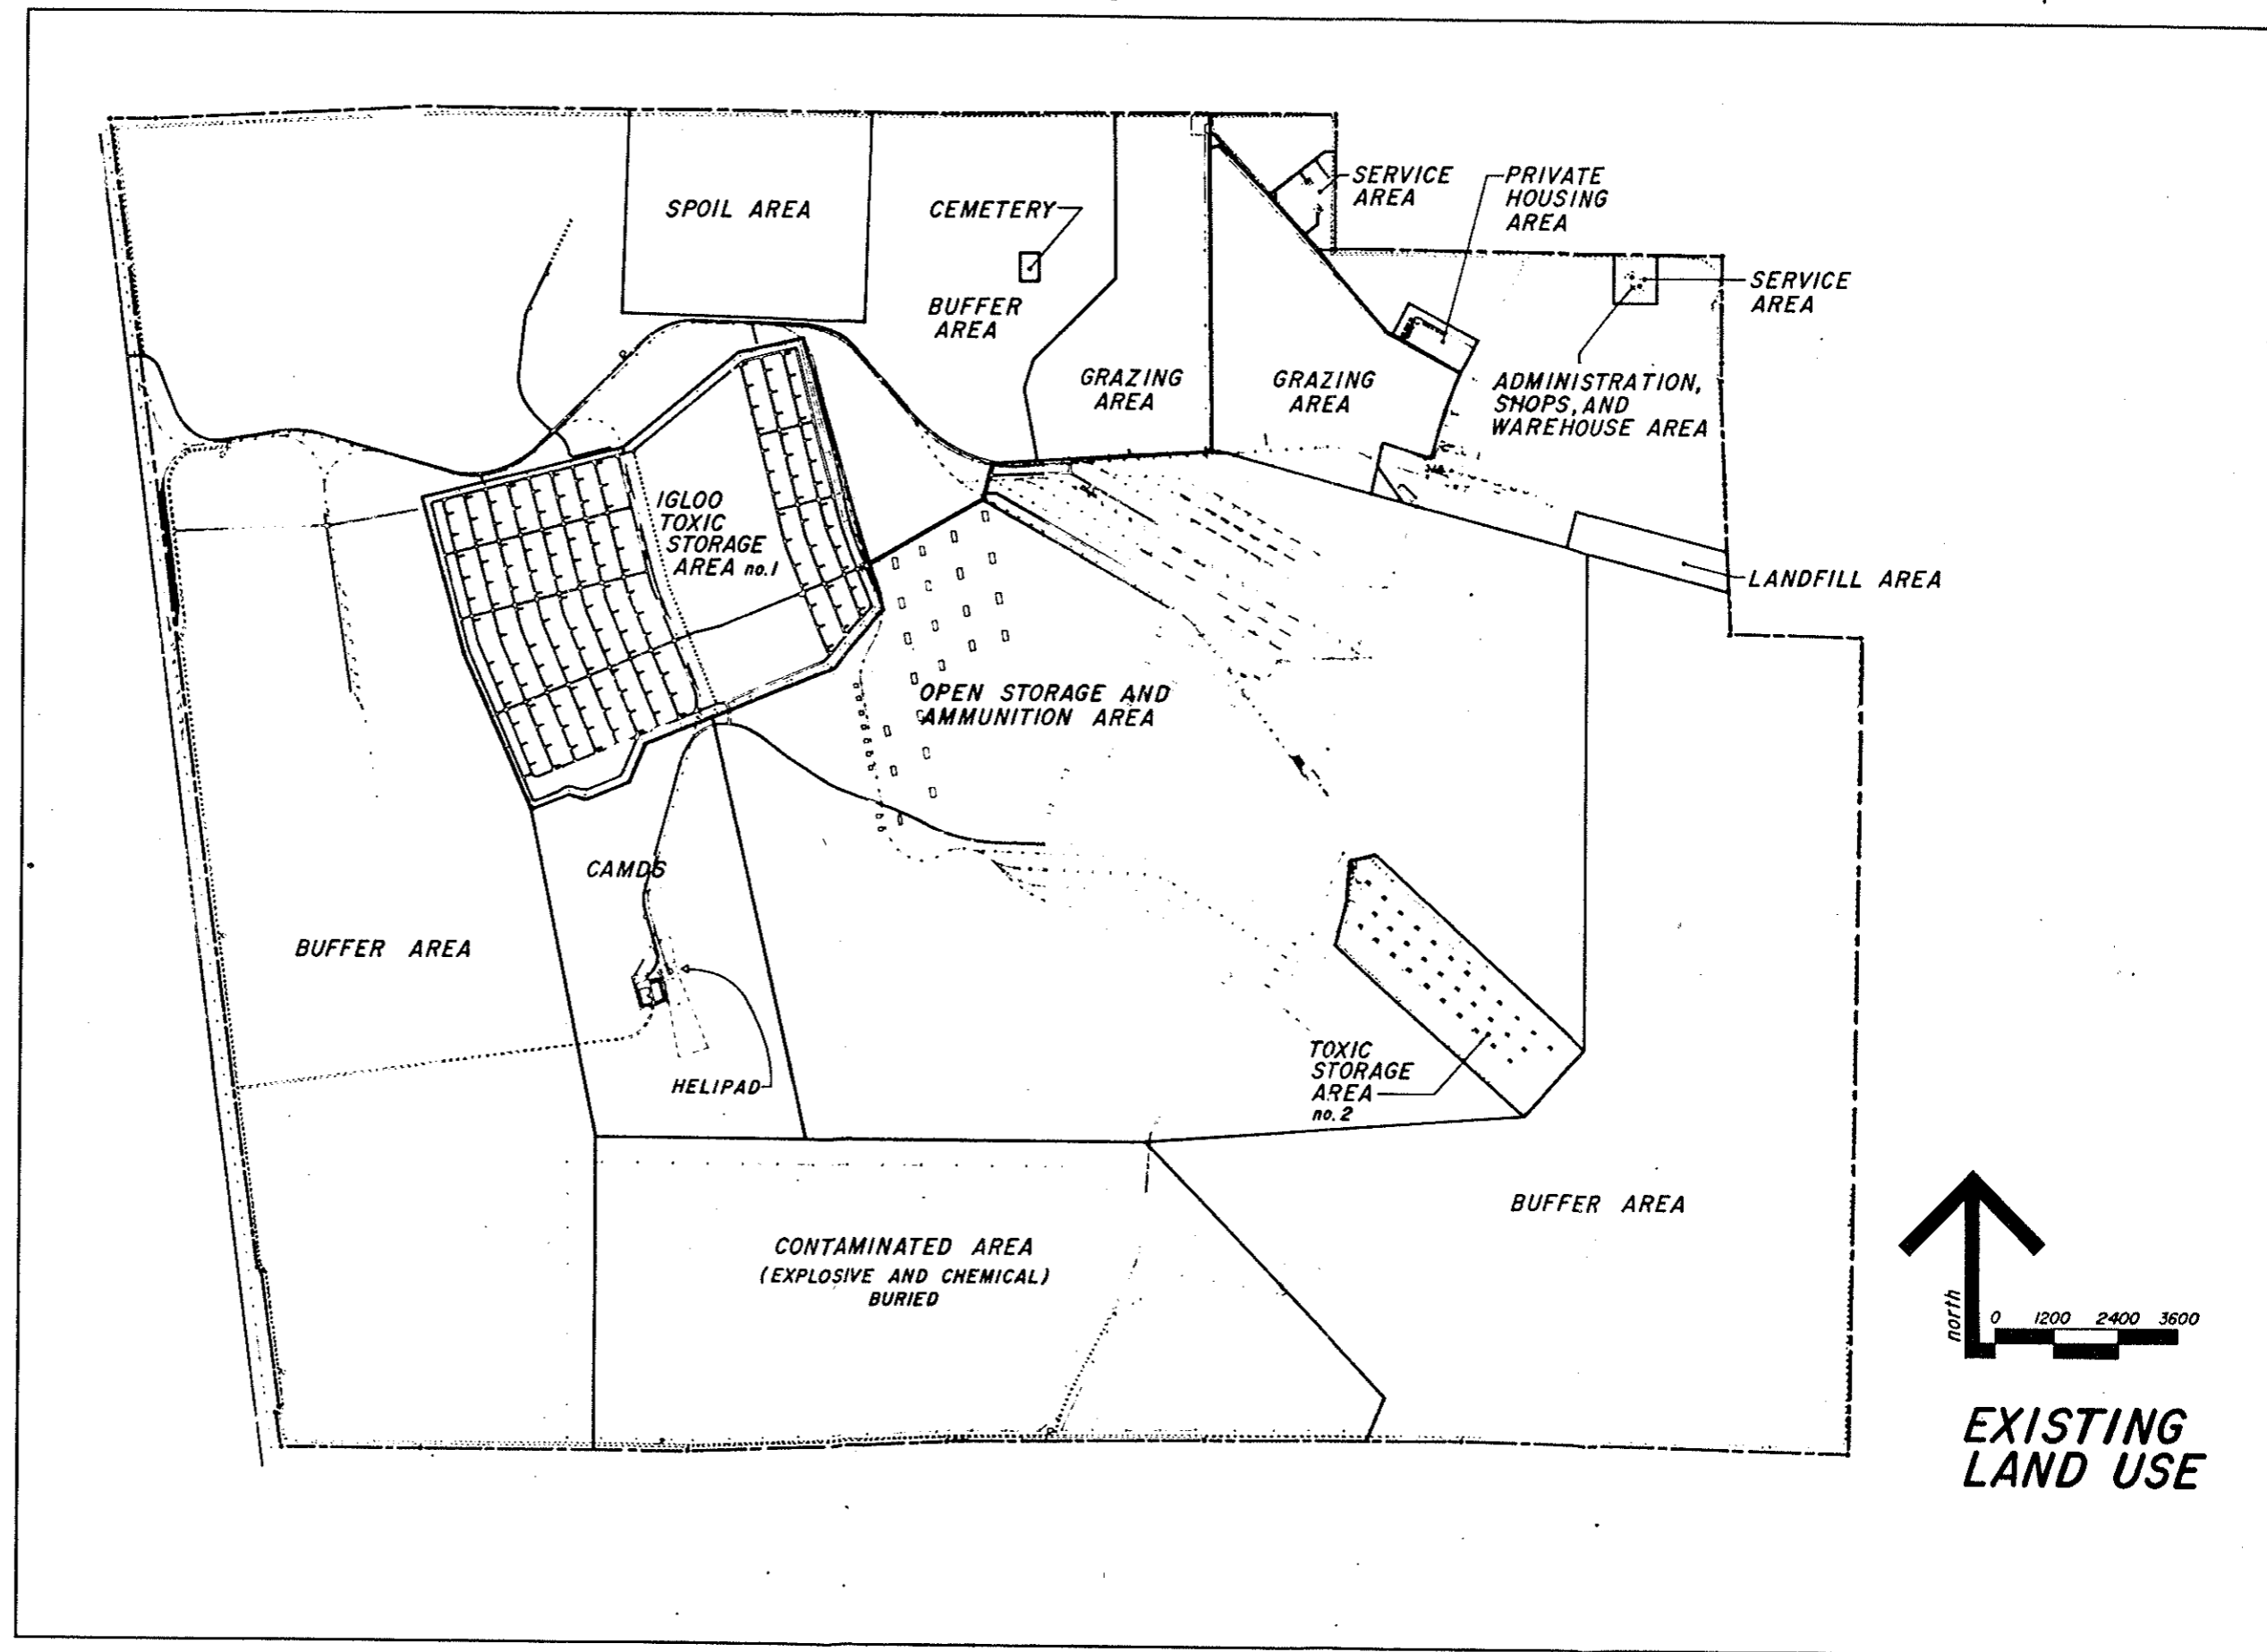 SPOIL AREA
CEMETERY
BUFFER
AREA
GRAZING
AREA
GRAZING
AREA
SERVICE
AREA
PRIVATE
HOUSING
AREA
SERVICE
AREA
ADMINISTRATION,
SHOPS, AND
WAREHOUSE AREA
IGLOO
TOXIC
STORAGE
AREA no.1
LANDFILL AREA
OPEN STORAGE AND
AMMUNITION AREA
CAMDS
BUFFER AREA
HELIPAD
TOXIC
STORAGE
AREA
no. 2
BUFFER AREA
CONTAMINATED AREA
(EXPLOSIVE AND CHEMICAL)
BURIED
north
0 1200 2400 3600
EXISTING
LAND USE